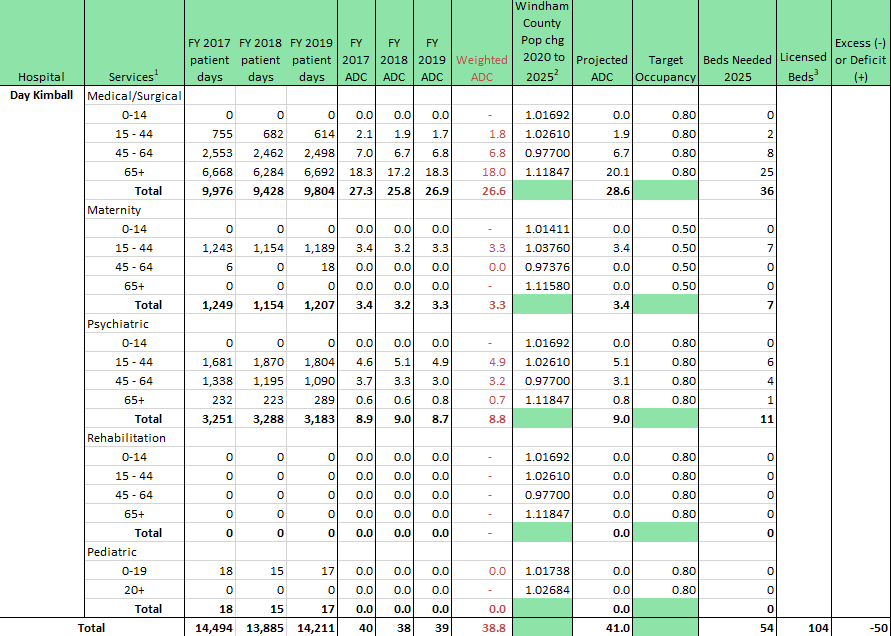 Hospital Services1 FY 2017 patient days FY 2018 patient days FY 2019 patient days FY 2017 ADC FY 2018 ADC FY 2019 ADC Weighted ADC Windham County Pop chg 2020 to 20252 Projected ADC Target Occupancy Beds Needed 2025 Licensed Beds3 Excess (-) or Deficit (+)
Day Kimball Medical/Surgical
0-14 0 0 0 0.0 0.0 0.0 - 1.01692 0.0 0.80 0
15 - 44 755 682 614 2.1 1.9 1.7 1.8 1.02610 1.9 0.80 2
45 - 64 2,553 2,462 2,498 7.0 6.7 6.8 6.8 0.97700 6.7 0.80 8
65+ 6,668 6,284 6,692 18.3 17.2 18.3 18.0 1.11847 20.1 0.80 25
Total 9,976 9,428 9,804 27.3 25.8 26.9 26.6 28.6 36
Maternity
0-14 0 0 0 0.0 0.0 0.0 - 1.01411 0.0 0.50 0
15 - 44 1,243 1,154 1,189 3.4 3.2 3.3 3.3 1.03760 3.4 0.50 7
45 - 64 6 0 18 0.0 0.0 0.0 0.0 0.97376 0.0 0.50 0
65+ 0 0 0 0.0 0.0 0.0 - 1.11580 0.0 0.50 0
Total 1,249 1,154 1,207 3.4 3.2 3.3 3.3 3.4 7
Psychiatric
0-14 0 0 0 0.0 0.0 0.0 - 1.01692 0.0 0.80 0
15 - 44 1,681 1,870 1,804 4.6 5.1 4.9 4.9 1.02610 5.1 0.80 6
45 - 64 1,338 1,195 1,090 3.7 3.3 3.0 3.2 0.97700 3.1 0.80 4
65+ 232 223 289 0.6 0.6 0.8 0.7 1.11847 0.8 0.80 1
Total 3,251 3,288 3,183 8.9 9.0 8.7 8.8 9.0 11
Rehabilitation
0-14 0 0 0 0.0 0.0 0.0 - 1.01692 0.0 0.80 0
15 - 44 0 0 0 0.0 0.0 0.0 - 1.02610 0.0 0.80 0
45 - 64 0 0 0 0.0 0.0 0.0 - 0.97700 0.0 0.80 0
65+ 0 0 0 0.0 0.0 0.0 - 1.11847 0.0 0.80 0
Total 0 0 0 0.0 0.0 0.0 - 0.0 0
Pediatric
0-19 18 15 17 0.0 0.0 0.0 0.0 1.01738 0.0 0.80 0
20+ 0 0 0 0.0 0.0 0.0 - 1.02684 0.0 0.80 0
Total 18 15 17 0.0 0.0 0.0 0.0 0.0 0
Total 14,494 13,885 14,211 40 38 39 38.8 41.0 54 104 -50